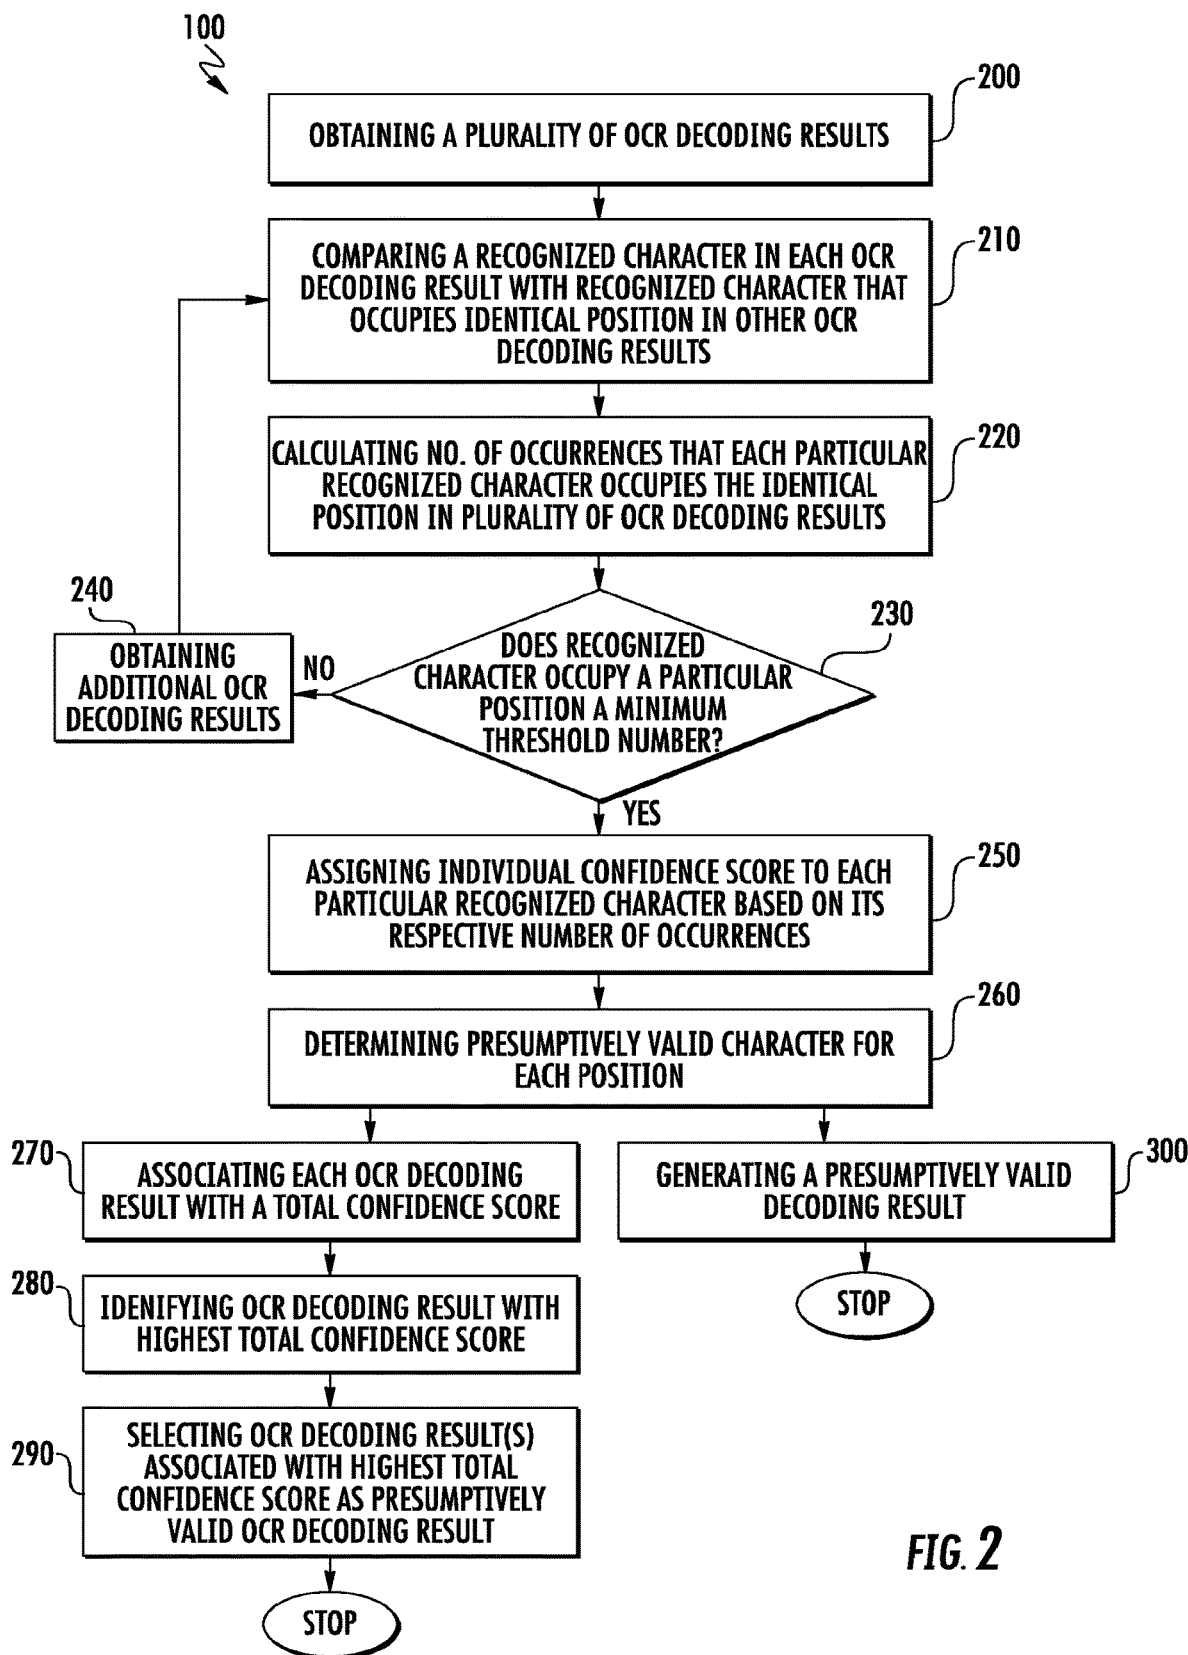 100
200
OBTAINING A PLURALITY OF OCR DECODING RESULTS
210
COMPARING A RECOGNIZED CHARACTER IN EACH OCR
DECODING RESULT WITH RECOGNIZED CHARACTER THAT
OCCUPIES IDENTICAL POSITION IN OTHER OCR
DECODING RESULTS
220
CALCULATING NO. OF OCCURRENCES THAT EACH PARTICULAR
RECOGNIZED CHARACTER OCCUPIES THE IDENTICAL
POSITION IN PLURALITY OF OCR DECODING RESULTS
230
DOES RECOGNIZED
CHARACTER OCCUPY A PARTICULAR
POSITION A MINIMUM
THRESHOLD NUMBER?
NO
240
OBTAINING
ADDITIONAL OCR
DECODING RESULTS
YES
250
ASSIGNING INDIVIDUAL CONFIDENCE SCORE TO EACH
PARTICULAR RECOGNIZED CHARACTER BASED ON ITS
RESPECTIVE NUMBER OF OCCURRENCES
260
DETERMINING PRESUMPTIVELY VALID CHARACTER FOR
EACH POSITION
270
ASSOCIATING EACH OCR DECODING
RESULT WITH A TOTAL CONFIDENCE SCORE
280
IDENIFYING OCR DECODING RESULT WITH
HIGHEST TOTAL CONFIDENCE SCORE
290
SELECTING OCR DECODING RESULT(S)
ASSOCIATED WITH HIGHEST TOTAL
CONFIDENCE SCORE AS PRESUMPTIVELY
VALID OCR DECODING RESULT
STOP
300
GENERATING A PRESUMPTIVELY VALID
DECODING RESULT
STOP
FIG. 2